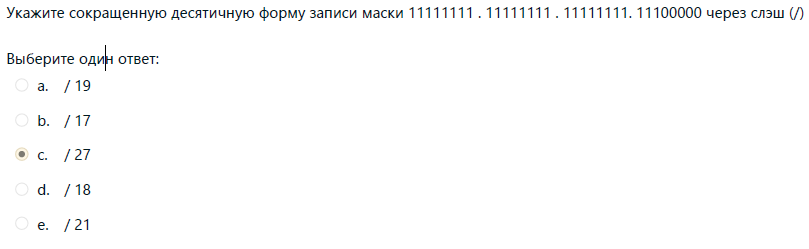 Укажите сокращенную десятичную форму записи маски 11111111 . 11111111 . 11111111. 11100000 через слэш (/)
Выберите один ответ:
a. / 19
b. / 17
c. / 27
d. / 18
e. / 21